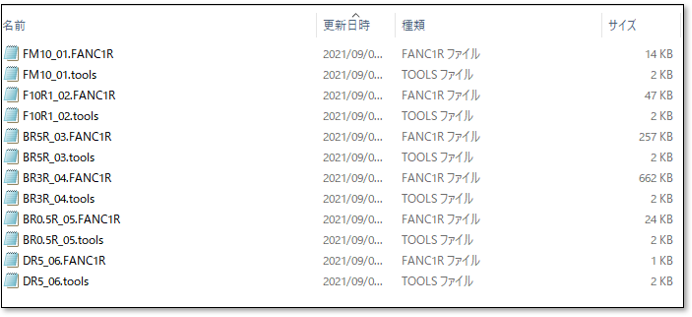 名前 更新日時 種類 サイズ
FM10_01.FANC1R 2021/09/0... FANC1R ファイル 14 KB
FM10_01.tools 2021/09/0... TOOLS ファイル 2 KB
F10R1_02.FANC1R 2021/09/0... FANC1R ファイル 47 KB
F10R1_02.tools 2021/09/0... TOOLS ファイル 2 KB
BR5R_03.FANC1R 2021/09/0... FANC1R ファイル 257 KB
BR5R_03.tools 2021/09/0... TOOLS ファイル 2 KB
BR3R_04.FANC1R 2021/09/0... FANC1R ファイル 662 KB
BR3R_04.tools 2021/09/0... TOOLS ファイル 2 KB
BR0.5R_05.FANC1R 2021/09/0... FANC1R ファイル 24 KB
BR0.5R_05.tools 2021/09/0... TOOLS ファイル 2 KB
DR5_06.FANC1R 2021/09/0... FANC1R ファイル 1 KB
DR5_06.tools 2021/09/0... TOOLS ファイル 2 KB